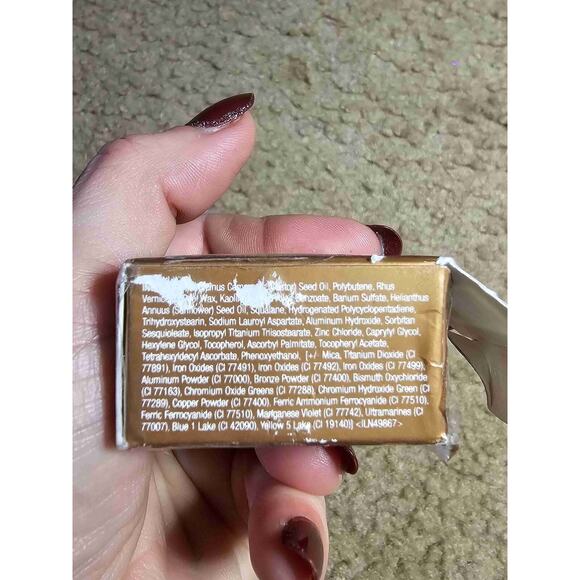 Seed Oil, Polybutene, Rhus
Wax, Benzoate, Barium Sulfate, Helianthus
Annuus (Sunflower) Seed Oil, Squalane, Hydrogenated Polycyclopentadiene,
Trihydroxystearin, Sodium Lauroyl Aspartate, Aluminum Hydroxide, Sorbitan
Sesquioleate, Isopropyl Titanium Triisostearate, Zinc Chloride, Caprylyl Glycol,
Hexylene Glycol, Tocopherol, Ascorbyl Palmitate, Tocopheryl Acetate,
Tetrahexyldecyl Ascorbate, Phenoxyethanol, [+/- Mica, Titanium Dioxide (CI
77891), Iron Oxides (CI 77491), Iron Oxides (CI 77492), Iron Oxides (CI 77499),
Aluminum Powder (CI 77000), Bronze Powder (CI 77400), Bismuth Oxychloride
(CI 77163), Chromium Oxide Greens (CI 77288), Chromium Hydroxide Green (CI
77289), Copper Powder (CI 77400), Ferric Ammonium Ferrocyanide (CI 77510),
Ferric Ferrocyanide (CI 77510), Manganese Violet (CI 77742), Ultramarines (CI
77007), Blue 1 Lake (CI 42090), Yellow 5 Lake (CI 19140)] <ILN49867>